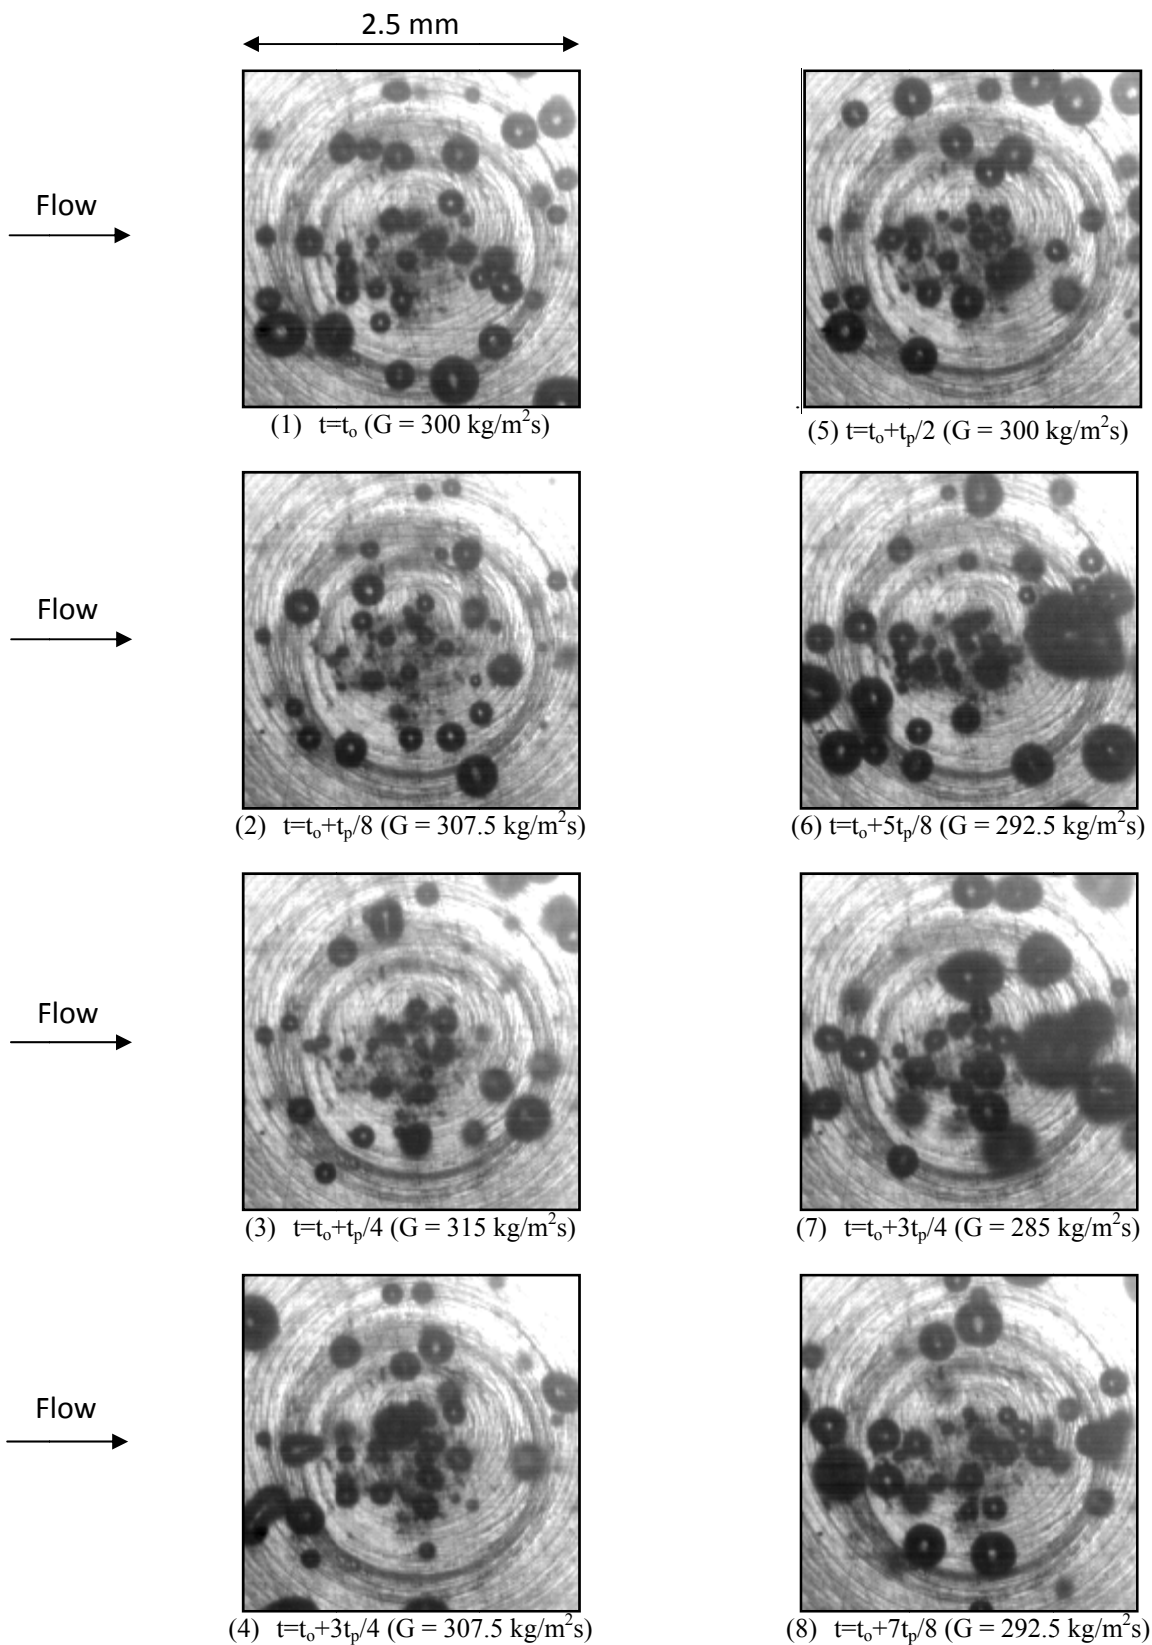 2.5 mm
Flow
(1) t=tₒ (G = 300 kg/m²s)
(5) t=tₒ+tₚ/2 (G = 300 kg/m²s)
Flow
(2) t=tₒ+tₚ/8 (G = 307.5 kg/m²s)
(6) t=tₒ+5tₚ/8 (G = 292.5 kg/m²s)
Flow
(3) t=tₒ+tₚ/4 (G = 315 kg/m²s)
(7) t=tₒ+3tₚ/4 (G = 285 kg/m²s)
Flow
(4) t=tₒ+3tₚ/4 (G = 307.5 kg/m²s)
(8) t=tₒ+7tₚ/8 (G = 292.5 kg/m²s)